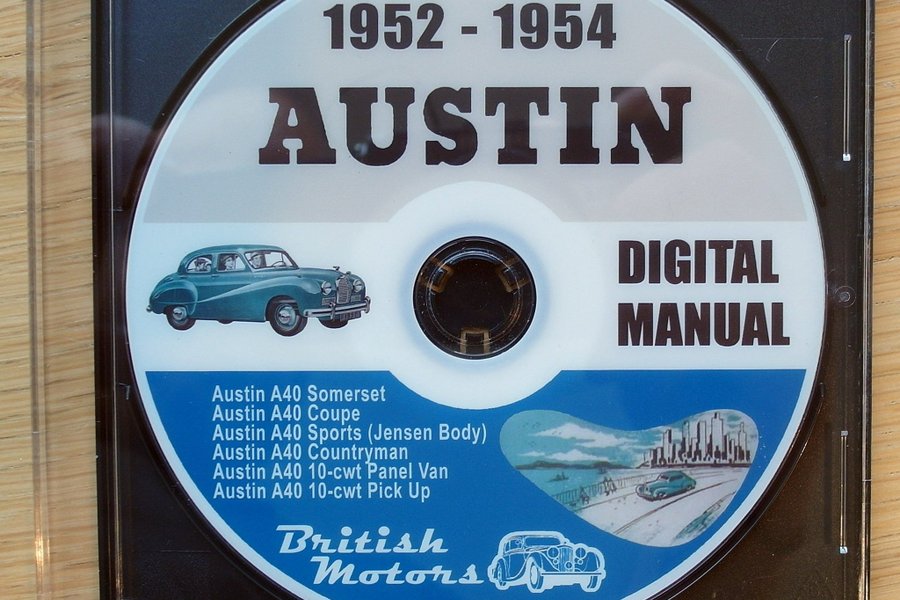 1952 - 1954
AUSTIN
DIGITAL
MANUAL
Austin A40 Somerset
Austin A40 Coupe
Austin A40 Sports (Jensen Body)
Austin A40 Countryman
Austin A40 10-cwt Panel Van
Austin A40 10-cwt Pick Up
British
Motors